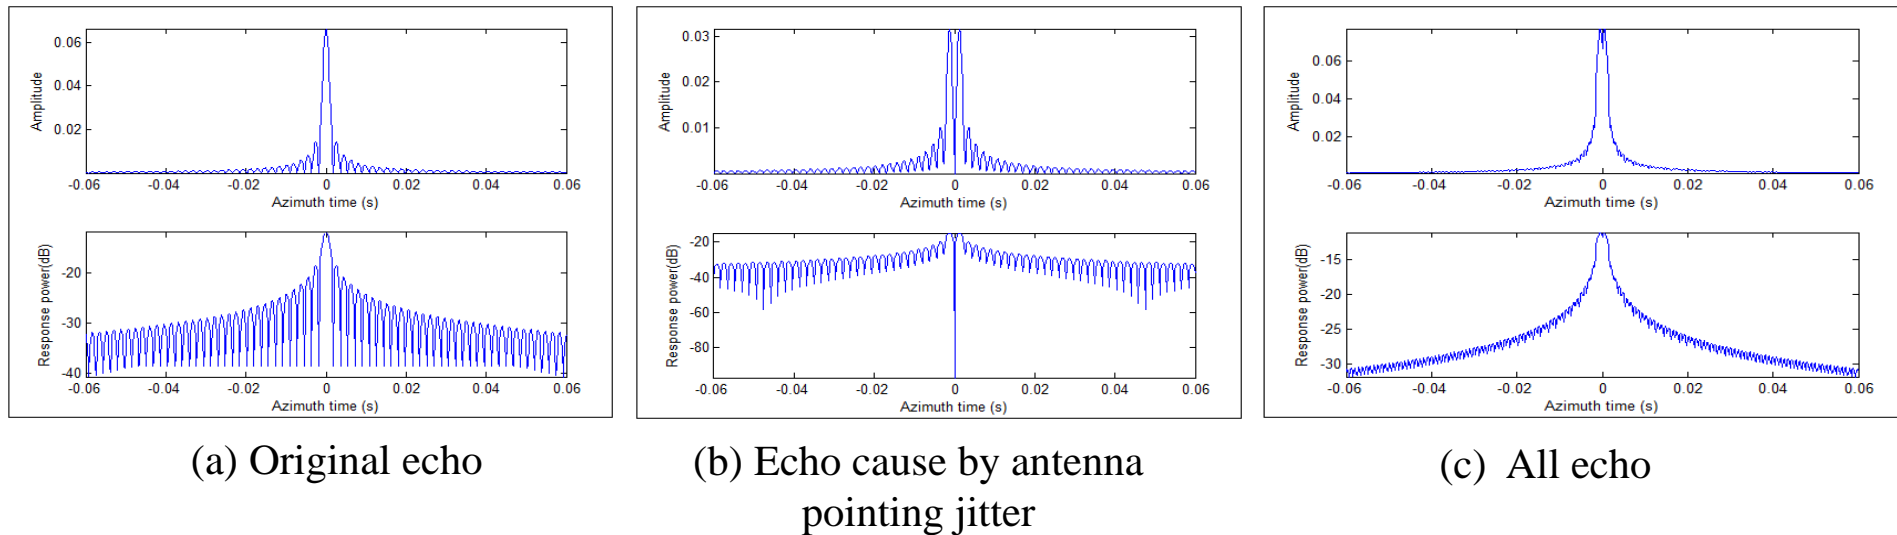 0.06
0.04
0.02
Amplitude
-0.06 -0.04 -0.02 0 0.02 0.04 0.06
Azimuth time (s)
-20
-30
-40
Response power(dB)
-0.06 -0.04 -0.02 0 0.02 0.04 0.06
Azimuth time (s)
(a) Original echo
0.03
0.02
0.01
Amplitude
-0.06 -0.04 -0.02 0 0.02 0.04 0.06
Azimuth time (s)
-20
-40
-60
-80
Response power(dB)
-0.06 -0.04 -0.02 0 0.02 0.04 0.06
Azimuth time (s)
(b) Echo cause by antenna
pointing jitter
0.06
0.04
0.02
Amplitude
-0.06 -0.04 -0.02 0 0.02 0.04 0.06
Azimuth time (s)
-15
-20
-25
-30
Response power(dB)
-0.06 -0.04 -0.02 0 0.02 0.04 0.06
Azimuth time (s)
(c) All echo